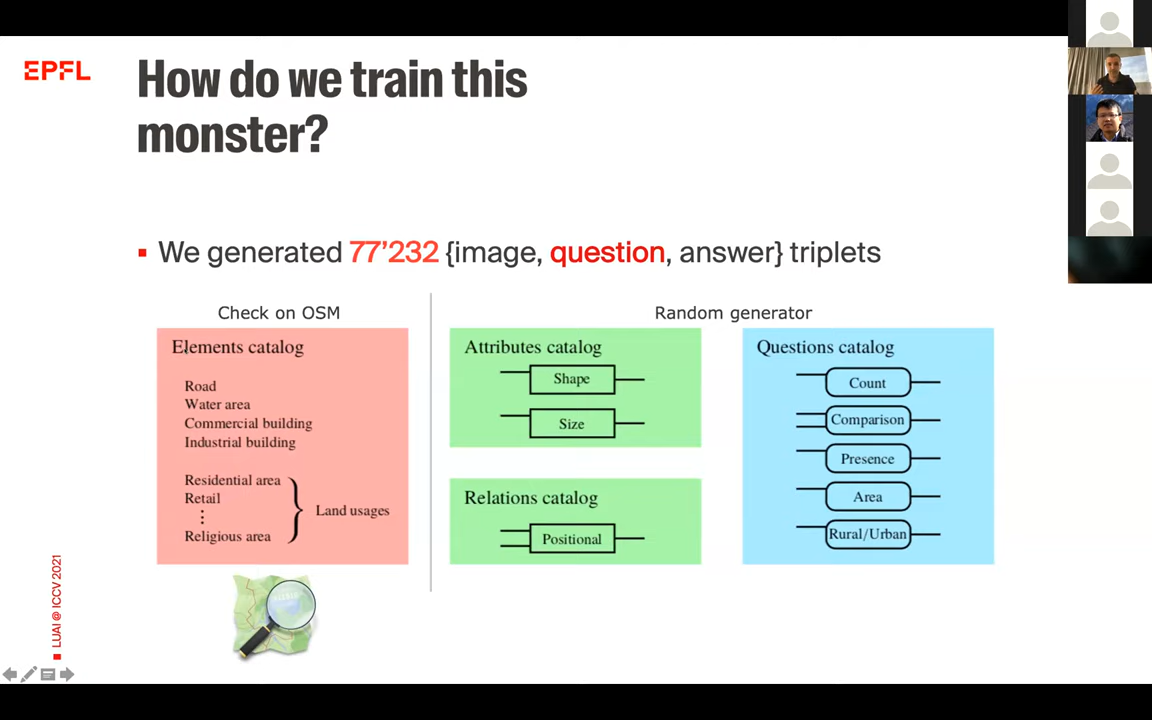 EPFL
How do we train this
monster?
▪ We generated 77’232 {image, question, answer} triplets
Check on OSM
Elements catalog
Road
Water area
Commercial building
Industrial building
Residential area
Retail
⋮
Religious area
Land usages
Random generator
Attributes catalog
Shape
Size
Relations catalog
Positional
Questions catalog
Count
Comparison
Presence
Area
Rural/Urban
LUAI @ ICCV 2021